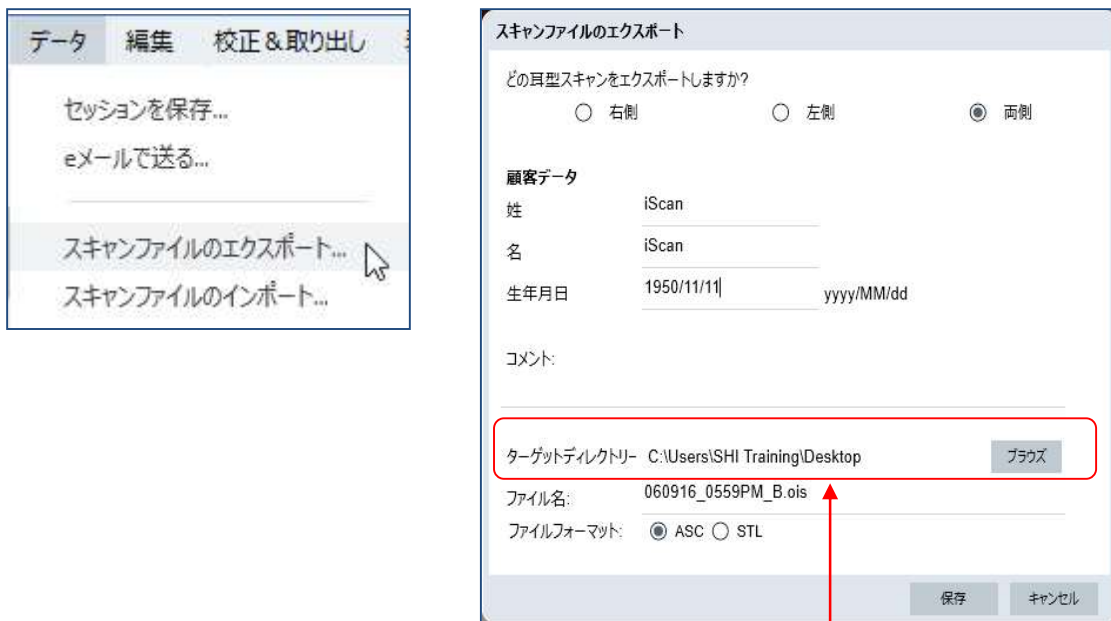 データ 編集 校正＆取り出し
セッションを保存...
eメールで送る...
スキャンファイルのエクスポート...
スキャンファイルのインポート...
スキャンファイルのエクスポート
どの耳型スキャンをエクスポートしますか?
右側 左側 両側
顧客データ
姓 iScan
名 iScan
生年月日 1950/11/11 yyyy/MM/dd
コメント:
ターゲットディレクトリー C:\Users\SHI Training\Desktop ブラウズ
ファイル名: 060916_0559PM_B.ois
ファイルフォーマット: ASC STL
保存 キャンセル